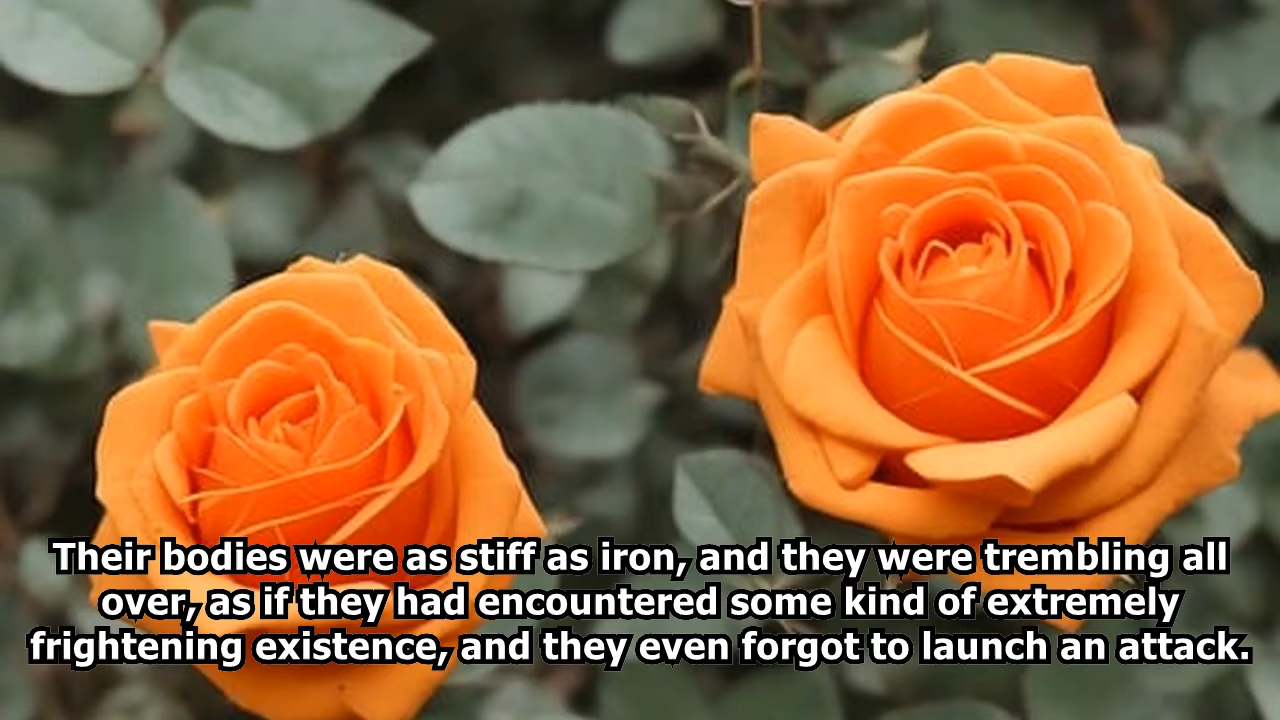 Their bodies were as stiff as iron, and they were trembling all
over, as if they had encountered some kind of extremely
frightening existence, and they even forgot to launch an attack.